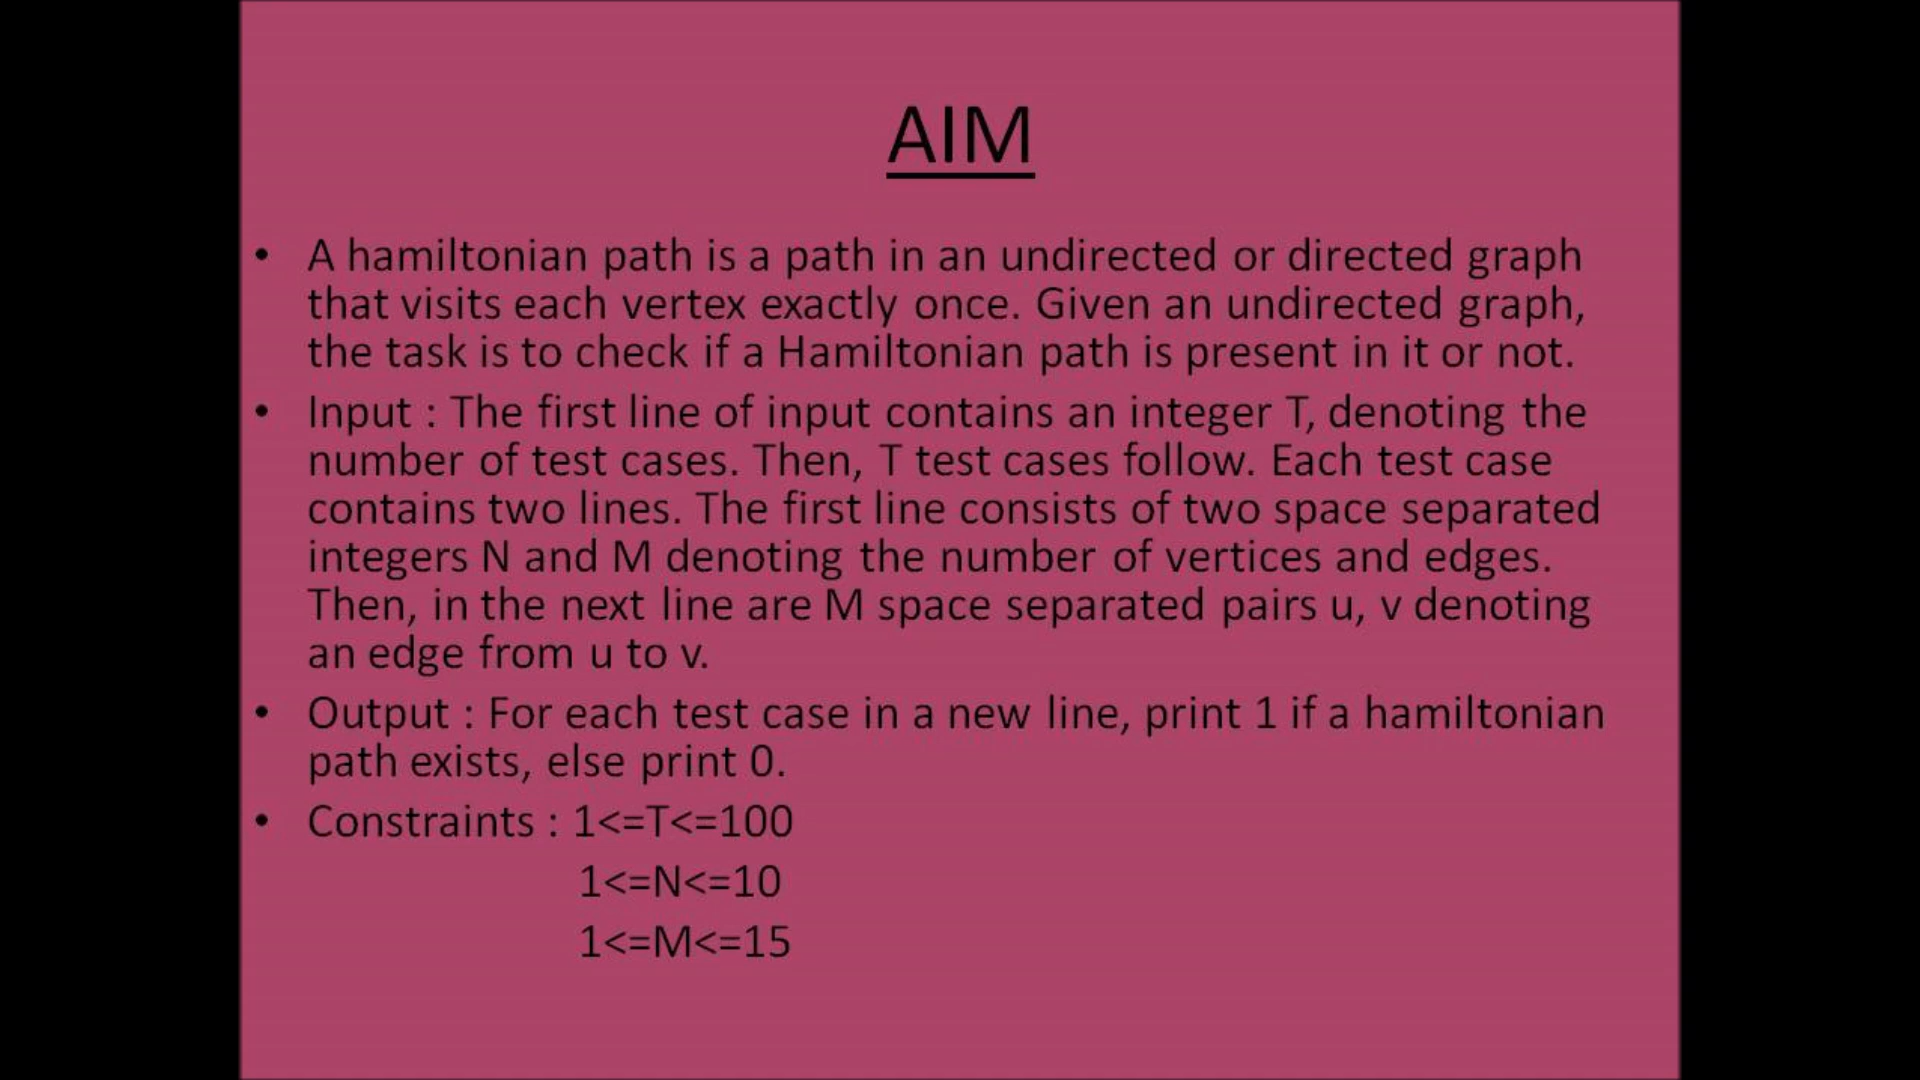 AIM
• A hamiltonian path is a path in an undirected or directed graph
that visits each vertex exactly once. Given an undirected graph,
the task is to check if a Hamiltonian path is present in it or not.
• Input : The first line of input contains an integer T, denoting the
number of test cases. Then, T test cases follow. Each test case
contains two lines. The first line consists of two space separated
integers N and M denoting the number of vertices and edges.
Then, in the next line are M space separated pairs u, v denoting
an edge from u to v.
• Output : For each test case in a new line, print 1 if a hamiltonian
path exists, else print 0.
• Constraints : 1<=T<=100
1<=N<=10
1<=M<=15